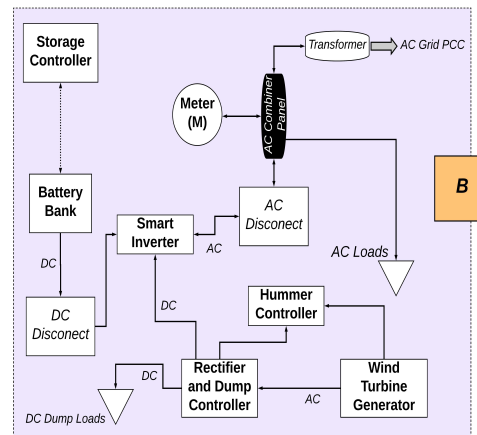 Storage
Controller
Transformer
AC Grid PCC
Meter
(M)
AC Combiner
Panel
B
Battery
Bank
AC
Disconect
Smart
Inverter
AC
AC Loads
DC
DC
Disconect
DC
Hummer
Controller
Rectifier
and Dump
Controller
Wind
Turbine
Generator
DC
AC
DC Dump Loads